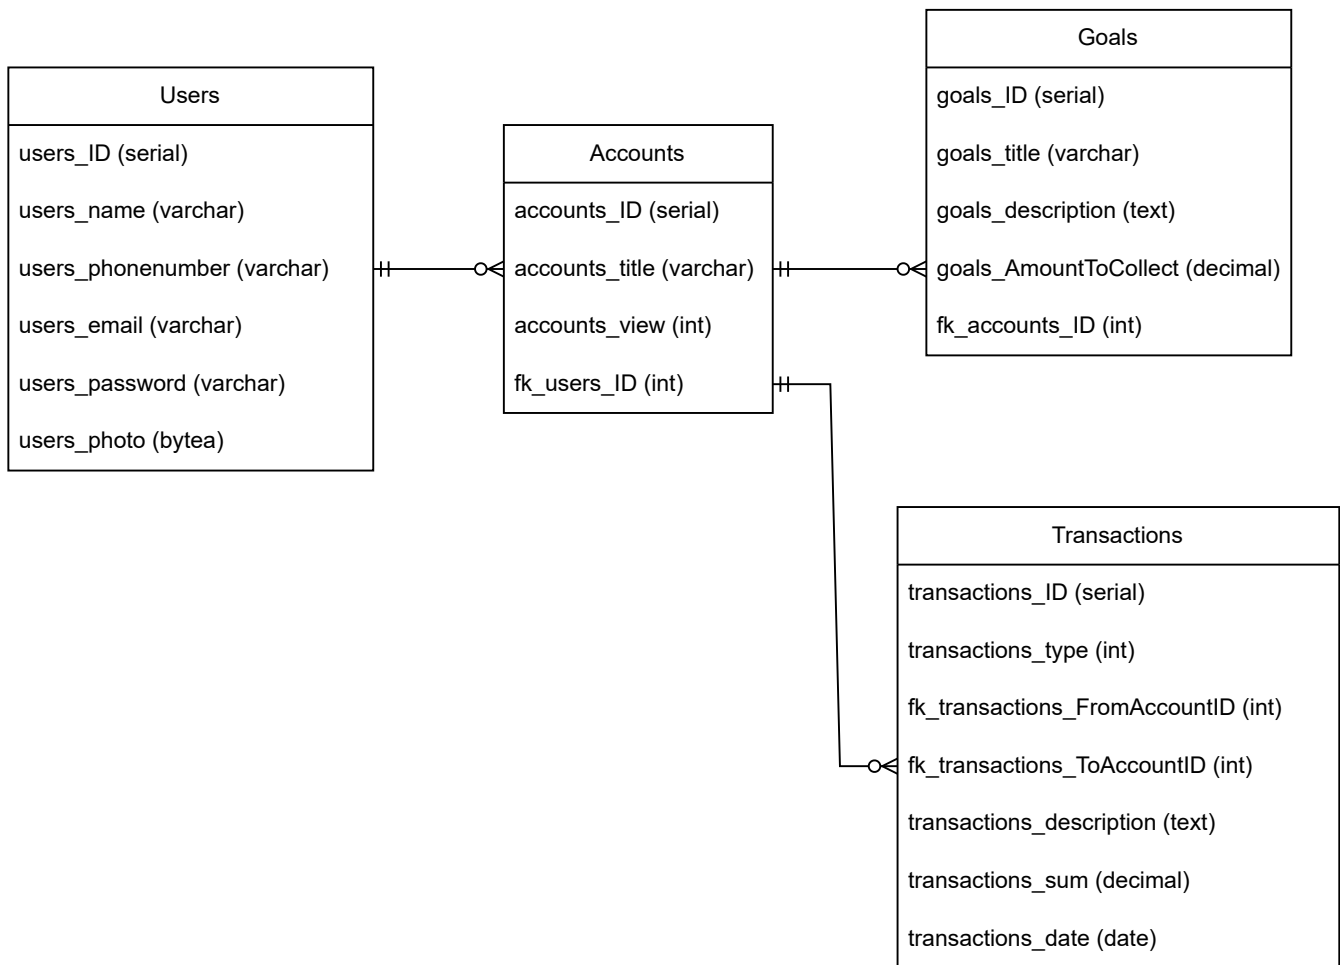 Users
users_ID (serial)
users_name (varchar)
users_phonenumber (varchar)
users_email (varchar)
users_password (varchar)
users_photo (bytea)
Accounts
accounts_ID (serial)
accounts_title (varchar)
accounts_view (int)
fk_users_ID (int)
Goals
goals_ID (serial)
goals_title (varchar)
goals_description (text)
goals_AmountToCollect (decimal)
fk_accounts_ID (int)
Transactions
transactions_ID (serial)
transactions_type (int)
fk_transactions_FromAccountID (int)
fk_transactions_ToAccountID (int)
transactions_description (text)
transactions_sum (decimal)
transactions_date (date)